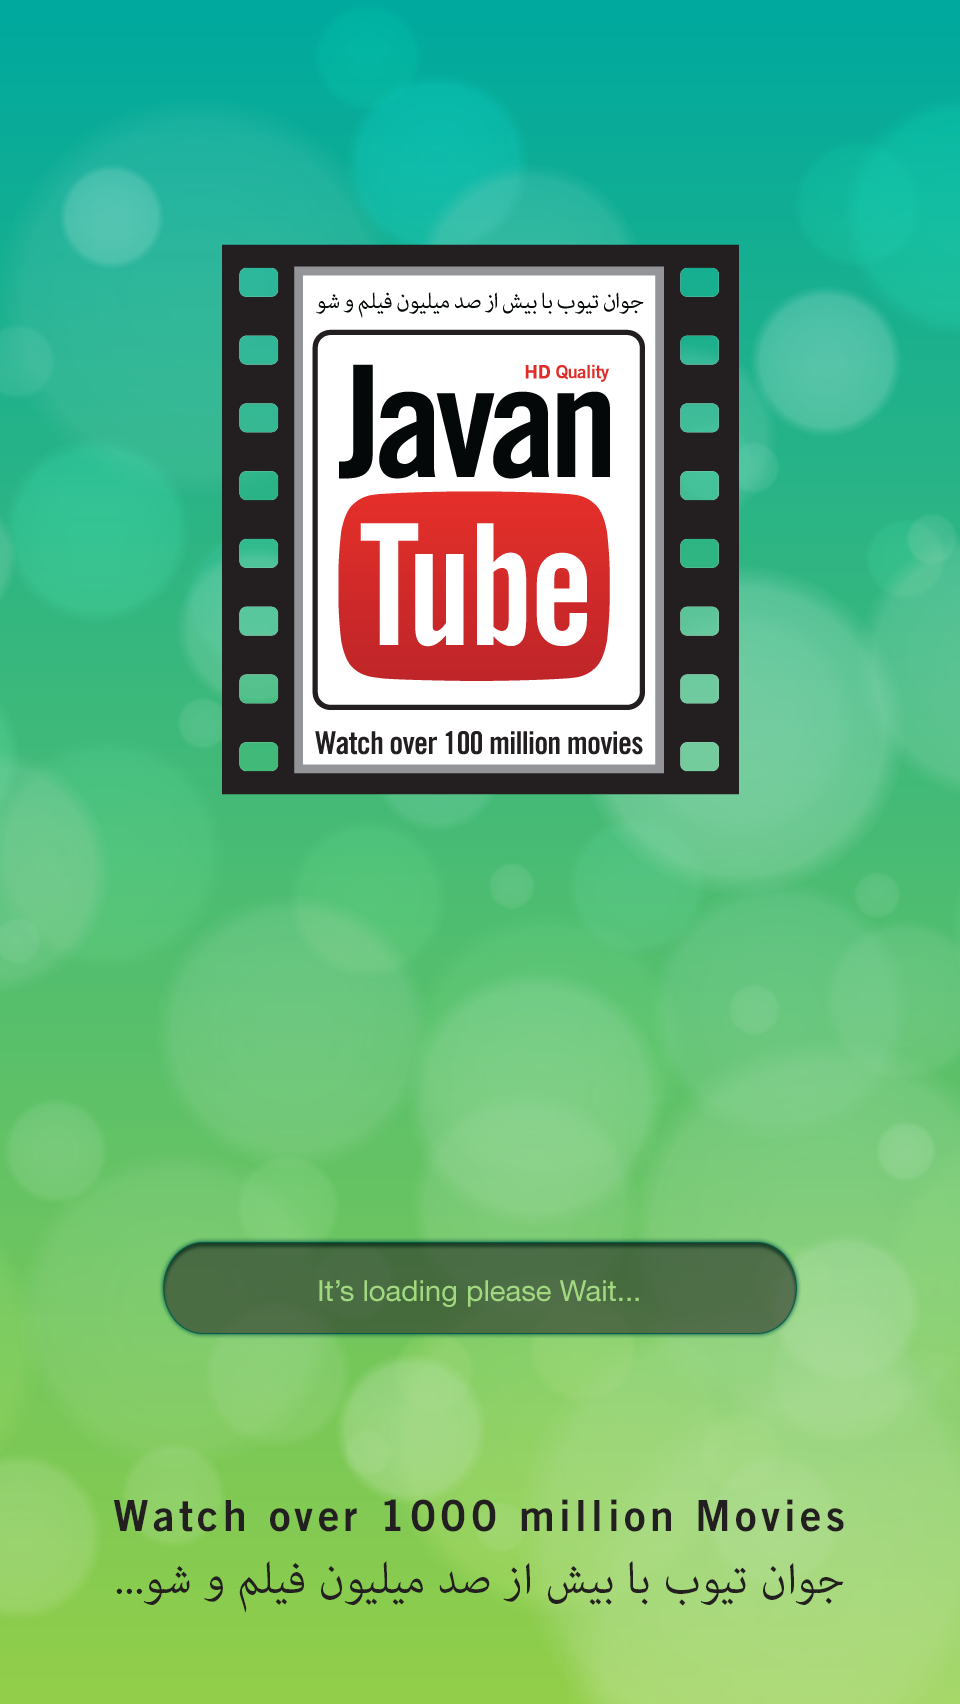 جوان تیوب با بیش از صد میلیون فیلم و شو
HD Quality
Javan
Tube
Watch over 100 million movies
It’s loading please Wait...
Watch over 1000 million Movies
جوان تیوب با بیش از صد میلیون فیلم و شو...